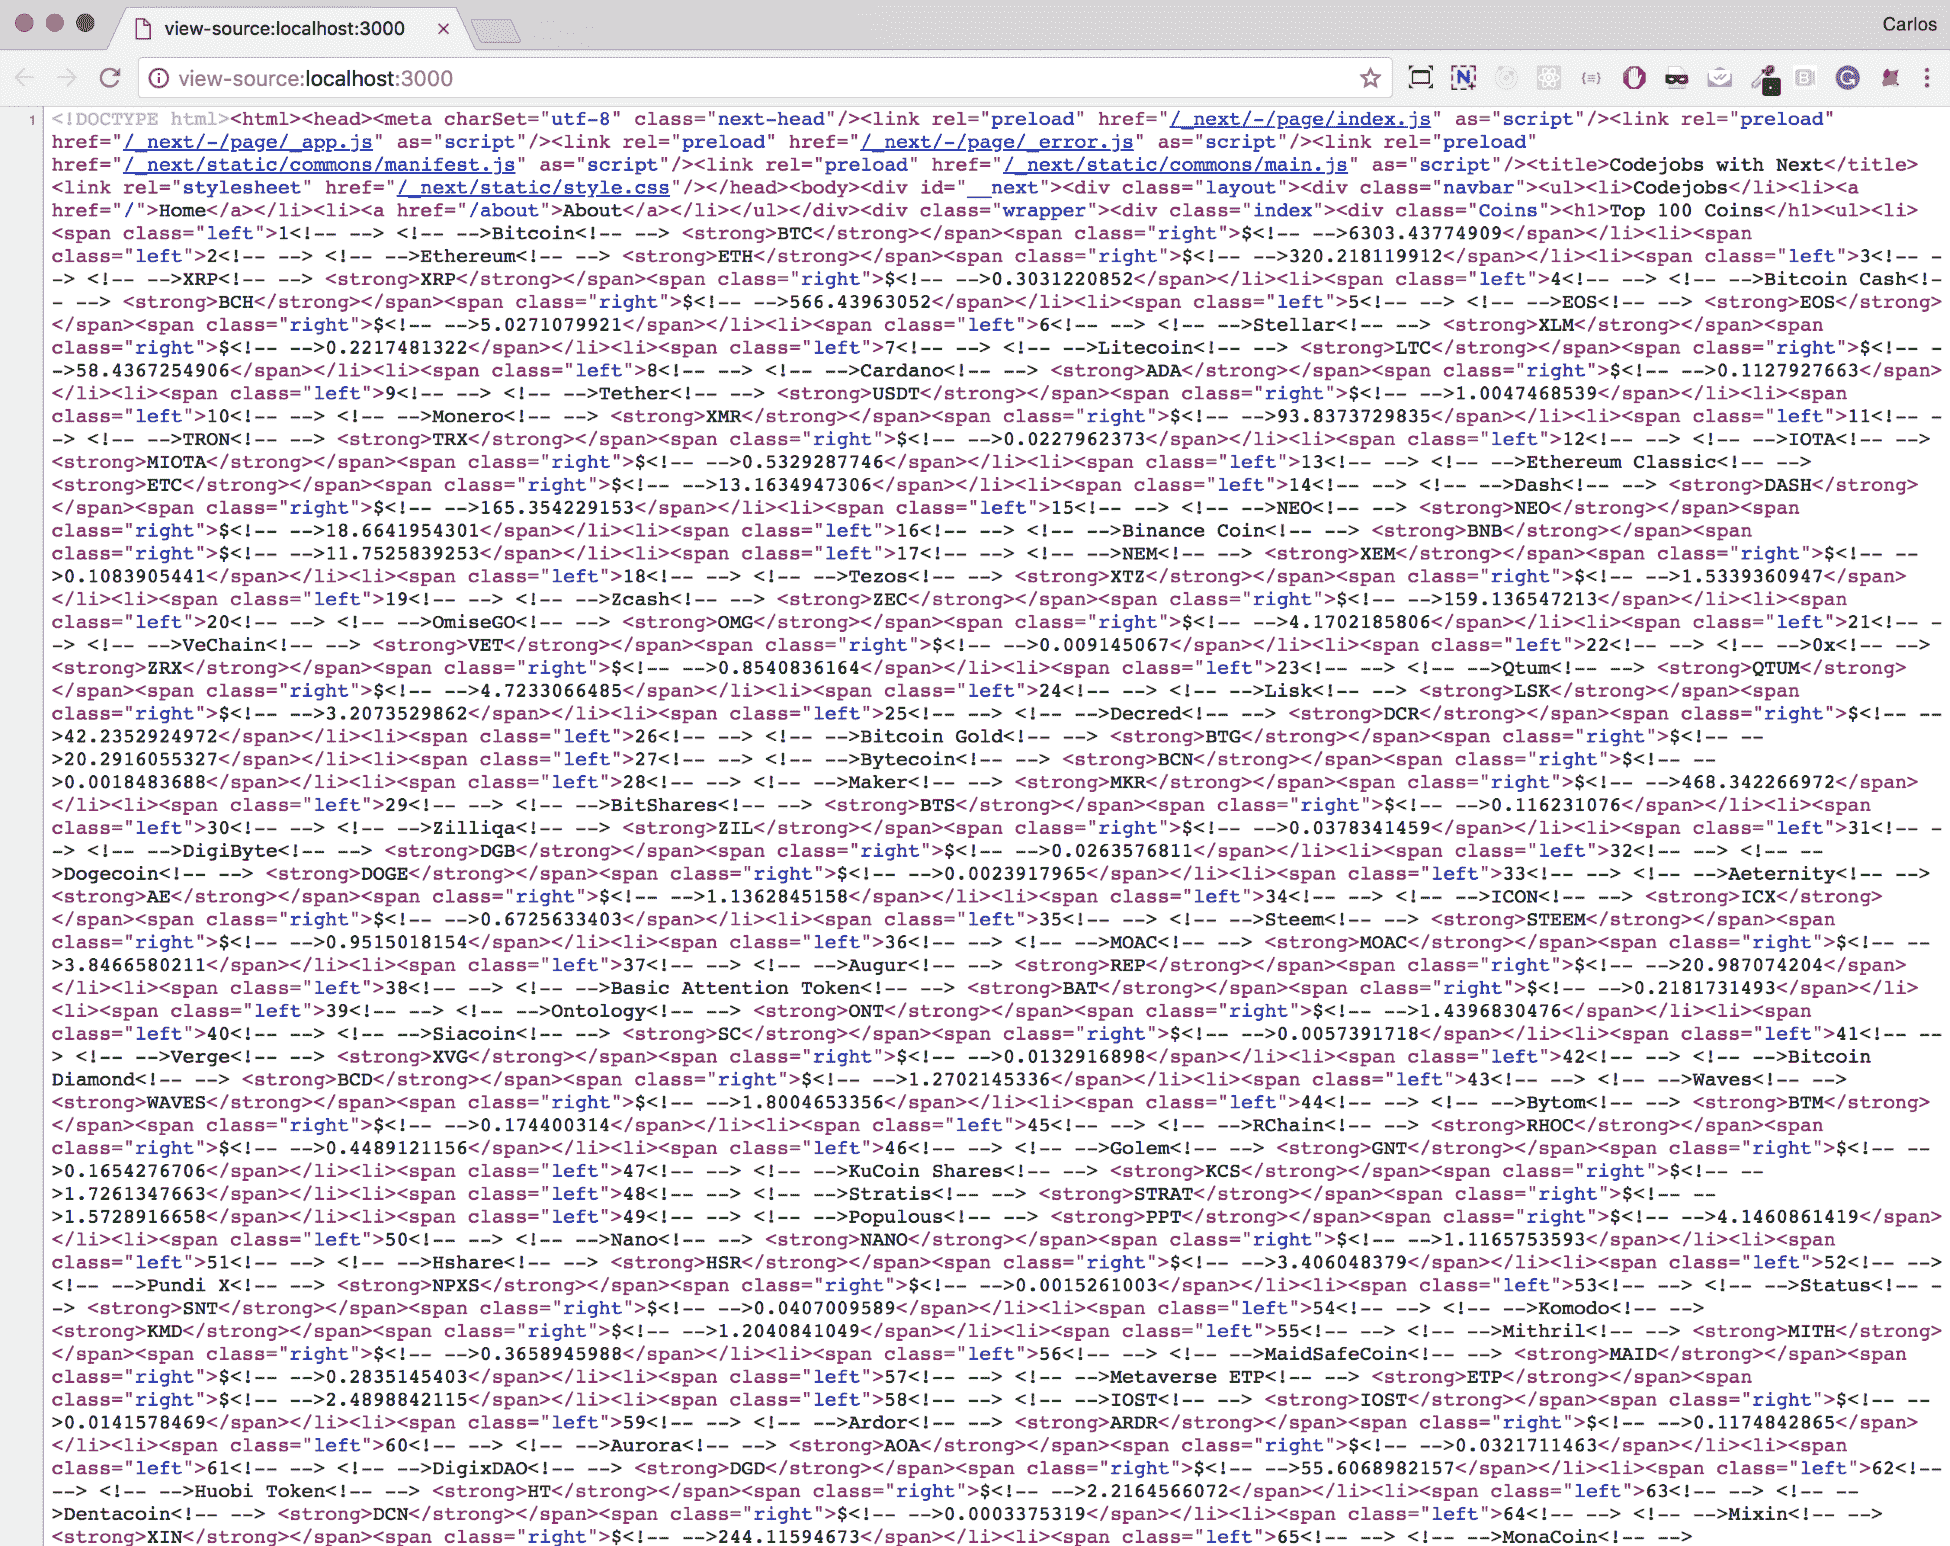 view-source:localhost:3000
Carlos
view-source:localhost:3000
1
<!DOCTYPE html><html><head><meta charSet="utf-8" class="next-head"/><link rel="preload" href="/_next/-/page/index.js" as="script"/><link rel="preload"
href="/_next/-/page/_app.js" as="script"/><link rel="preload" href="/_next/-/page/_error.js" as="script"/><link rel="preload"
href="/_next/static/commons/manifest.js" as="script"/><link rel="preload" href="/_next/static/commons/main.js" as="script"/><title>Codejobs with Next</title>
<link rel="stylesheet" href="/_next/static/style.css"/></head><body><div id="__next"><div class="layout"><div class="navbar"><ul><li>Codejobs</li><li><a
href="/">Home</a></li><li><a href="/about">About</a></li></ul></div><div class="wrapper"><div class="index"><div class="Coins"><h1>Top 100 Coins</h1><ul><li>
<span class="left">1<!-- --> <!-- -->Bitcoin<!-- --> <strong>BTC</strong></span><span class="right">$<!-- -->6303.43774909</span></li><li><span
class="left">2<!-- --> <!-- -->Ethereum<!-- --> <strong>ETH</strong></span><span class="right">$<!-- -->320.218119912</span></li><li><span class="left">3<!-- --
> <!-- -->XRP<!-- --> <strong>XRP</strong></span><span class="right">$<!-- -->0.3031220852</span></li><li><span class="left">4<!-- --> <!-- -->Bitcoin Cash<!-
- --> <strong>BCH</strong></span><span class="right">$<!-- -->566.43963052</span></li><li><span class="left">5<!-- --> <!-- -->EOS<!-- --> <strong>EOS</strong>
</span><span class="right">$<!-- -->5.0271079921</span></li><li><span class="left">6<!-- --> <!-- -->Stellar<!-- --> <strong>XLM</strong></span><span
class="right">$<!-- -->0.2217481322</span></li><li><span class="left">7<!-- --> <!-- -->Litecoin<!-- --> <strong>LTC</strong></span><span class="right">$<!-- -
->58.4367254906</span></li><li><span class="left">8<!-- --> <!-- -->Cardano<!-- --> <strong>ADA</strong></span><span class="right">$<!-- -->0.1127927663</span>
</li><li><span class="left">9<!-- --> <!-- -->Tether<!-- --> <strong>USDT</strong></span><span class="right">$<!-- -->1.0047468539</span></li><li><span
class="left">10<!-- --> <!-- -->Monero<!-- --> <strong>XMR</strong></span><span class="right">$<!-- -->93.8373729835</span></li><li><span class="left">11<!-- --
> <!-- -->TRON<!-- --> <strong>TRX</strong></span><span class="right">$<!-- -->0.0227962373</span></li><li><span class="left">12<!-- --> <!-- -->IOTA<!-- -->
<strong>MIOTA</strong></span><span class="right">$<!-- -->0.5329287746</span></li><li><span class="left">13<!-- --> <!-- -->Ethereum Classic<!-- -->
<strong>ETC</strong></span><span class="right">$<!-- -->13.1634947306</span></li><li><span class="left">14<!-- --> <!-- -->Dash<!-- --> <strong>DASH</strong>
</span><span class="right">$<!-- -->165.354229153</span></li><li><span class="left">15<!-- --> <!-- -->NEO<!-- --> <strong>NEO</strong></span><span
class="right">$<!-- -->18.6641954301</span></li><li><span class="left">16<!-- --> <!-- -->Binance Coin<!-- --> <strong>BNB</strong></span><span
class="right">$<!-- -->11.7525839253</span></li><li><span class="left">17<!-- --> <!-- -->NEM<!-- --> <strong>XEM</strong></span><span class="right">$<!-- --
>0.1083905441</span></li><li><span class="left">18<!-- --> <!-- -->Tezos<!-- --> <strong>XTZ</strong></span><span class="right">$<!-- -->1.5339360947</span>
</li><li><span class="left">19<!-- --> <!-- -->Zcash<!-- --> <strong>ZEC</strong></span><span class="right">$<!-- -->159.136547213</span></li><li><span
class="left">20<!-- --> <!-- -->OmiseGO<!-- --> <strong>OMG</strong></span><span class="right">$<!-- -->4.1702185806</span></li><li><span class="left">21<!-- --
> <!-- -->VeChain<!-- --> <strong>VET</strong></span><span class="right">$<!-- -->0.009145067</span></li><li><span class="left">22<!-- --> <!-- -->0x<!-- -->
<strong>ZRX</strong></span><span class="right">$<!-- -->0.8540836164</span></li><li><span class="left">23<!-- --> <!-- -->Qtum<!-- --> <strong>QTUM</strong>
</span><span class="right">$<!-- -->4.7233066485</span></li><li><span class="left">24<!-- --> <!-- -->Lisk<!-- --> <strong>LSK</strong></span><span
class="right">$<!-- -->3.2073529862</span></li><li><span class="left">25<!-- --> <!-- -->Decred<!-- --> <strong>DCR</strong></span><span class="right">$<!-- --
>42.2352924972</span></li><li><span class="left">26<!-- --> <!-- -->Bitcoin Gold<!-- --> <strong>BTG</strong></span><span class="right">$<!-- --
>20.2916055327</span></li><li><span class="left">27<!-- --> <!-- -->Bytecoin<!-- --> <strong>BCN</strong></span><span class="right">$<!-- --
>0.0018483688</span></li><li><span class="left">28<!-- --> <!-- -->Maker<!-- --> <strong>MKR</strong></span><span class="right">$<!-- -->468.342266972</span>
</li><li><span class="left">29<!-- --> <!-- -->BitShares<!-- --> <strong>BTS</strong></span><span class="right">$<!-- -->0.116231076</span></li><li><span
class="left">30<!-- --> <!-- -->Zilliqa<!-- --> <strong>ZIL</strong></span><span class="right">$<!-- -->0.0378341459</span></li><li><span class="left">31<!-- --
> <!-- -->DigiByte<!-- --> <strong>DGB</strong></span><span class="right">$<!-- -->0.0263576811</span></li><li><span class="left">32<!-- --> <!-- --
>Dogecoin<!-- --> <strong>DOGE</strong></span><span class="right">$<!-- -->0.0023917965</span></li><li><span class="left">33<!-- --> <!-- -->Aeternity<!-- -->
<strong>AE</strong></span><span class="right">$<!-- -->1.1362845158</span></li><li><span class="left">34<!-- --> <!-- -->ICON<!-- --> <strong>ICX</strong>
</span><span class="right">$<!-- -->0.6725633403</span></li><li><span class="left">35<!-- --> <!-- -->Steem<!-- --> <strong>STEEM</strong></span><span
class="right">$<!-- -->0.9515018154</span></li><li><span class="left">36<!-- --> <!-- -->MOAC<!-- --> <strong>MOAC</strong></span><span class="right">$<!-- --
>3.8466580211</span></li><li><span class="left">37<!-- --> <!-- -->Augur<!-- --> <strong>REP</strong></span><span class="right">$<!-- -->20.987074204</span>
</li><li><span class="left">38<!-- --> <!-- -->Basic Attention Token<!-- --> <strong>BAT</strong></span><span class="right">$<!-- -->0.2181731493</span></li>
<li><span class="left">39<!-- --> <!-- -->Ontology<!-- --> <strong>ONT</strong></span><span class="right">$<!-- -->1.4396830476</span></li><li><span
class="left">40<!-- --> <!-- -->Siacoin<!-- --> <strong>SC</strong></span><span class="right">$<!-- -->0.0057391718</span></li><li><span class="left">41<!-- --
> <!-- -->Verge<!-- --> <strong>XVG</strong></span><span class="right">$<!-- -->0.0132916898</span></li><li><span class="left">42<!-- --> <!-- -->Bitcoin
Diamond<!-- --> <strong>BCD</strong></span><span class="right">$<!-- -->1.2702145336</span></li><li><span class="left">43<!-- --> <!-- -->Waves<!-- -->
<strong>WAVES</strong></span><span class="right">$<!-- -->1.8004653356</span></li><li><span class="left">44<!-- --> <!-- -->Bytom<!-- --> <strong>BTM</strong>
</span><span class="right">$<!-- -->0.174400314</span></li><li><span class="left">45<!-- --> <!-- -->RChain<!-- --> <strong>RHOC</strong></span><span
class="right">$<!-- -->0.4489121156</span></li><li><span class="left">46<!-- --> <!-- -->Golem<!-- --> <strong>GNT</strong></span><span class="right">$<!-- --
>0.1654276706</span></li><li><span class="left">47<!-- --> <!-- -->KuCoin Shares<!-- --> <strong>KCS</strong></span><span class="right">$<!-- --
>1.7261347663</span></li><li><span class="left">48<!-- --> <!-- -->Stratis<!-- --> <strong>STRAT</strong></span><span class="right">$<!-- --
>1.5728916658</span></li><li><span class="left">49<!-- --> <!-- -->Populous<!-- --> <strong>PPT</strong></span><span class="right">$<!-- -->4.1460861419</span>
</li><li><span class="left">50<!-- --> <!-- -->Nano<!-- --> <strong>NANO</strong></span><span class="right">$<!-- -->1.1165753593</span></li><li><span
class="left">51<!-- --> <!-- -->Hshare<!-- --> <strong>HSR</strong></span><span class="right">$<!-- -->3.406048379</span></li><li><span class="left">52<!-- -->
<!-- -->Pundi X<!-- --> <strong>NPXS</strong></span><span class="right">$<!-- -->0.0015261003</span></li><li><span class="left">53<!-- --> <!-- -->Status<!-- -
-> <strong>SNT</strong></span><span class="right">$<!-- -->0.0407009589</span></li><li><span class="left">54<!-- --> <!-- -->Komodo<!-- -->
<strong>KMD</strong></span><span class="right">$<!-- -->1.2040841049</span></li><li><span class="left">55<!-- --> <!-- -->Mithril<!-- --> <strong>MITH</strong>
</span><span class="right">$<!-- -->0.3658945988</span></li><li><span class="left">56<!-- --> <!-- -->MaidSafeCoin<!-- --> <strong>MAID</strong></span><span
class="right">$<!-- -->0.2835145403</span></li><li><span class="left">57<!-- --> <!-- -->Metaverse ETP<!-- --> <strong>ETP</strong></span><span
class="right">$<!-- -->2.4898842115</span></li><li><span class="left">58<!-- --> <!-- -->IOST<!-- --> <strong>IOST</strong></span><span class="right">$<!-- --
>0.0141578469</span></li><li><span class="left">59<!-- --> <!-- -->Ardor<!-- --> <strong>ARDR</strong></span><span class="right">$<!-- -->0.1174842865</span>
</li><li><span class="left">60<!-- --> <!-- -->Aurora<!-- --> <strong>AOA</strong></span><span class="right">$<!-- -->0.0321711463</span></li><li><span
class="left">61<!-- --> <!-- -->DigixDAO<!-- --> <strong>DGD</strong></span><span class="right">$<!-- -->55.6068982157</span></li><li><span class="left">62<!--
--> <!-- -->Huobi Token<!-- --> <strong>HT</strong></span><span class="right">$<!-- -->2.2164566072</span></li><li><span class="left">63<!-- --> <!-- --
>Dentacoin<!-- --> <strong>DCN</strong></span><span class="right">$<!-- -->0.0003375319</span></li><li><span class="left">64<!-- --> <!-- -->Mixin<!-- -->
<strong>XIN</strong></span><span class="right">$<!-- -->244.11594673</span></li><li><span class="left">65<!-- --> <!-- -->MonaCoin<!-- -->